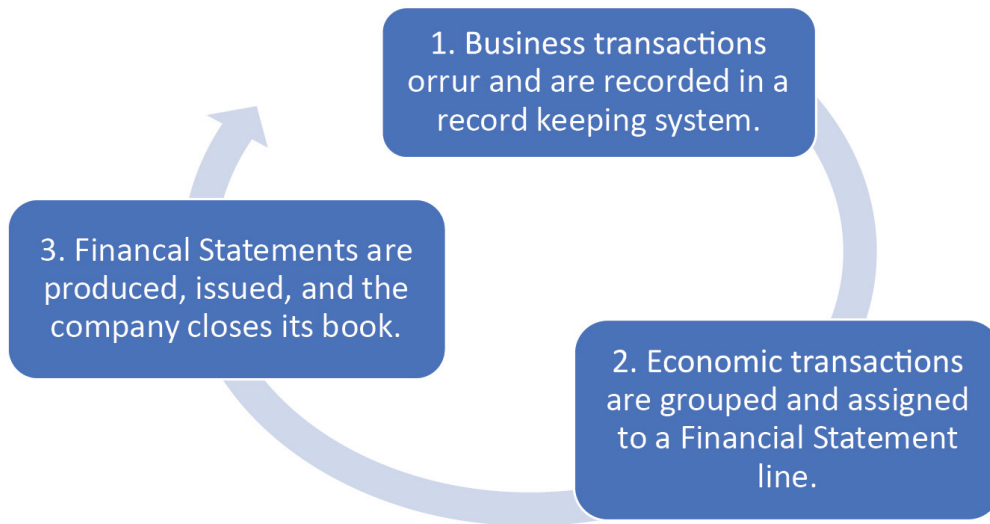 1. Business transactions
orrur and are recorded in a
record keeping system.
2. Economic transactions
are grouped and assigned
to a Financial Statement
line.
3. Financal Statements are
produced, issued, and the
company closes its book.